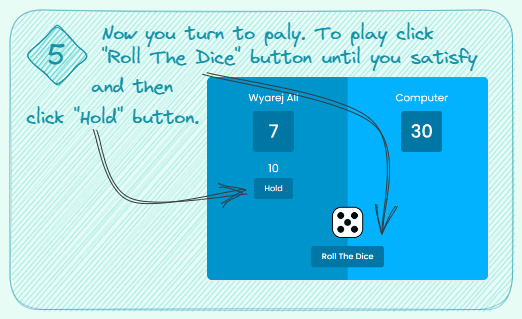 5
Now you turn to paly. To play click
"Roll The Dice" button until you satisfy
and then
click "Hold" button.
Wyarej Ali
Computer
7
30
10
Hold
Roll The Dice